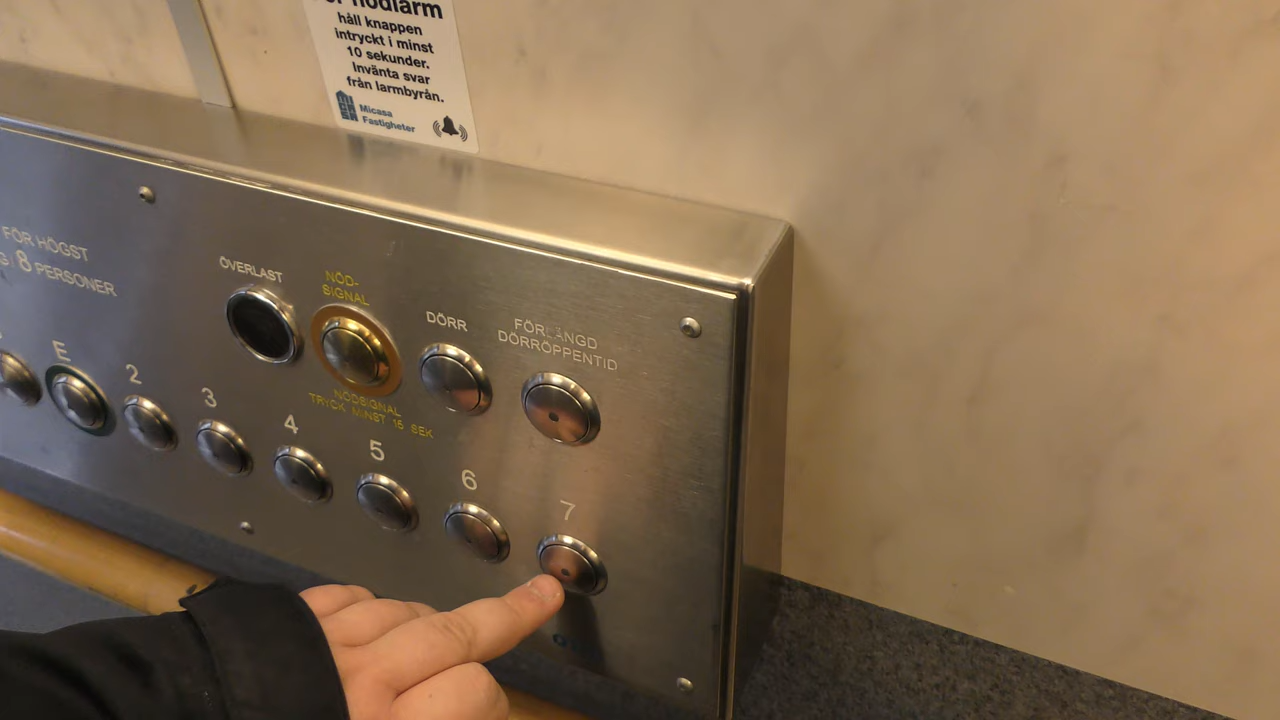 nödlarm
håll knappen
intryckt i minst
10 sekunder.
Invänta svar
från larmbyrån.
Micasa
Fastigheter
FÖR HÖGST
8 PERSONER
ÖVERLAST
NÖD-
SIGNAL
DÖRR
FÖRLÄNGD
DÖRRÖPPENTID
NÖDSIGNAL
TRYCK MINST 15 SEK
E
2
3
4
5
6
7